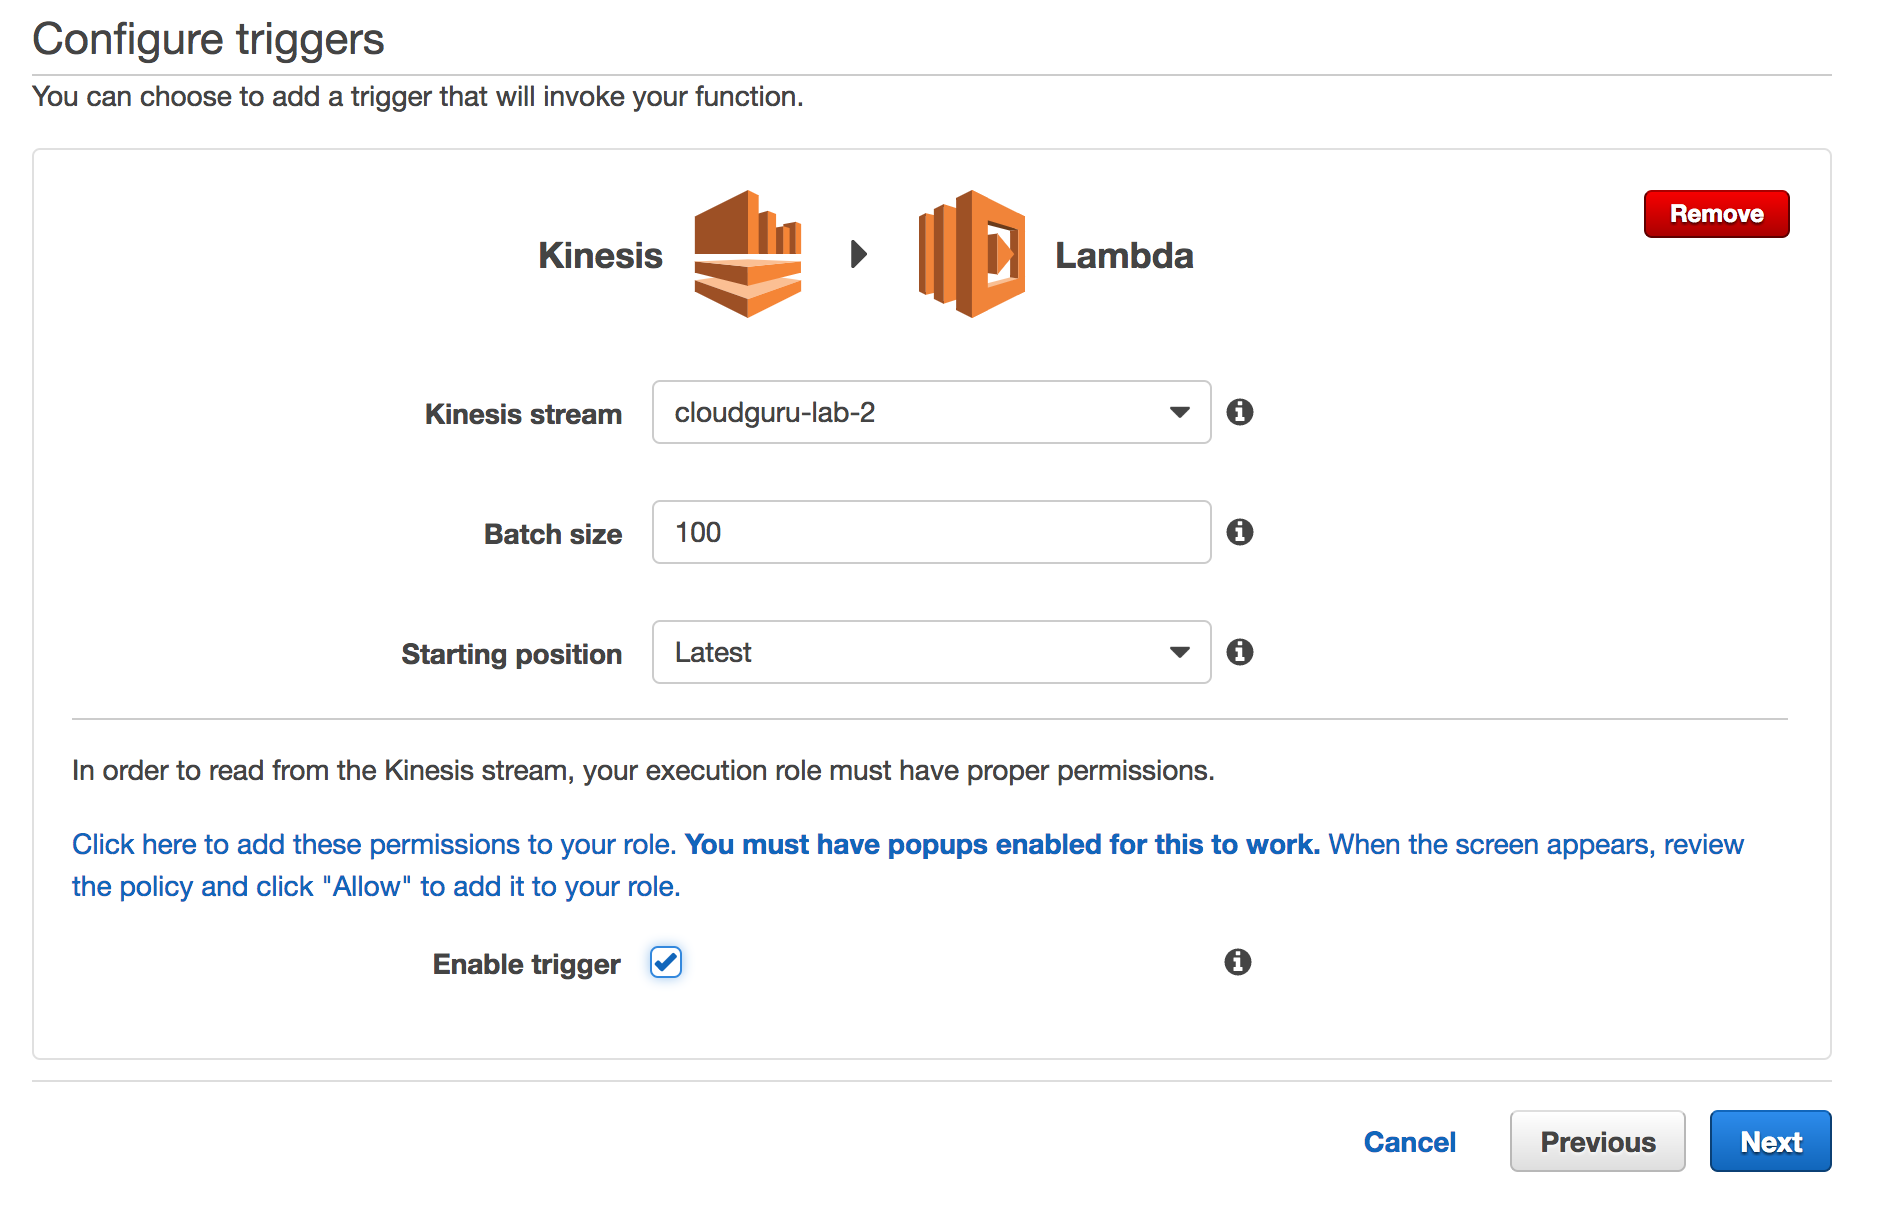 Configure triggers
You can choose to add a trigger that will invoke your function.
Remove
Kinesis
Lambda
Kinesis stream
cloudguru-lab-2
Batch size
100
Starting position
Latest
In order to read from the Kinesis stream, your execution role must have proper permissions.
Click here to add these permissions to your role. You must have popups enabled for this to work. When the screen appears, review
the policy and click "Allow" to add it to your role.
Enable trigger
Cancel
Previous
Next